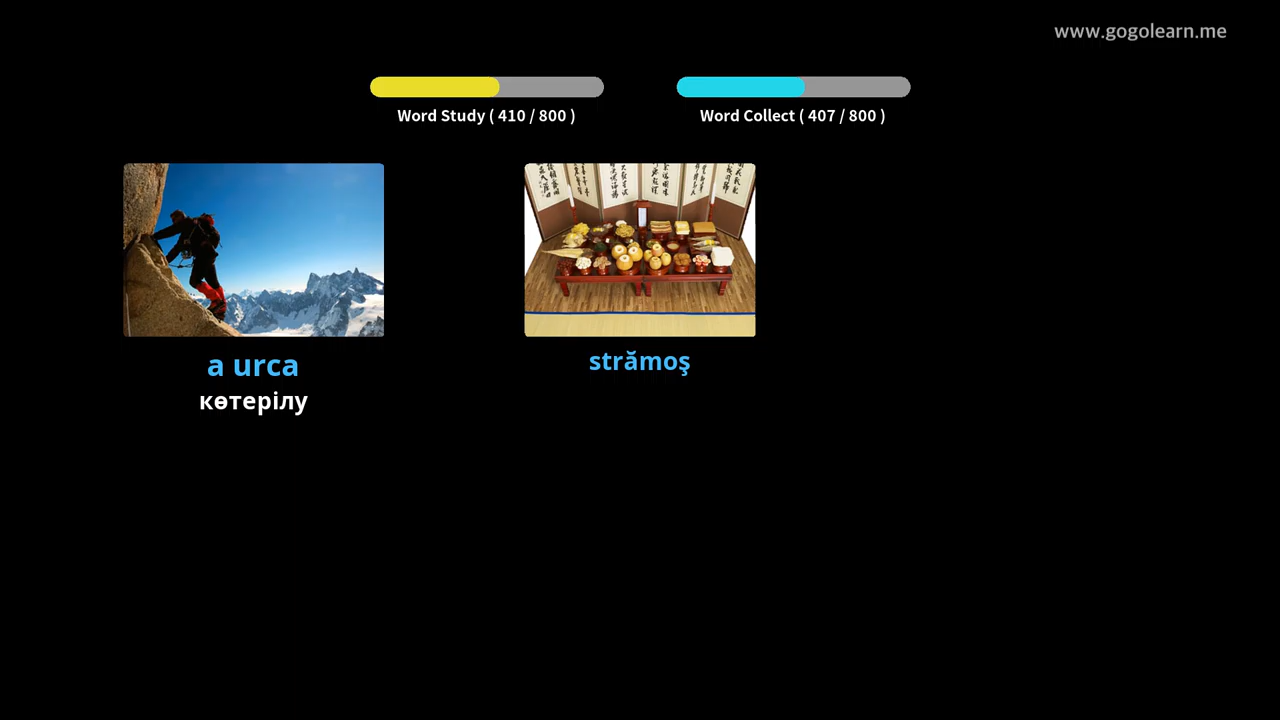 www.gogolearn.me
Word Study ( 410 / 800 )
Word Collect ( 407 / 800 )
a urca
көтерілу
strămoş